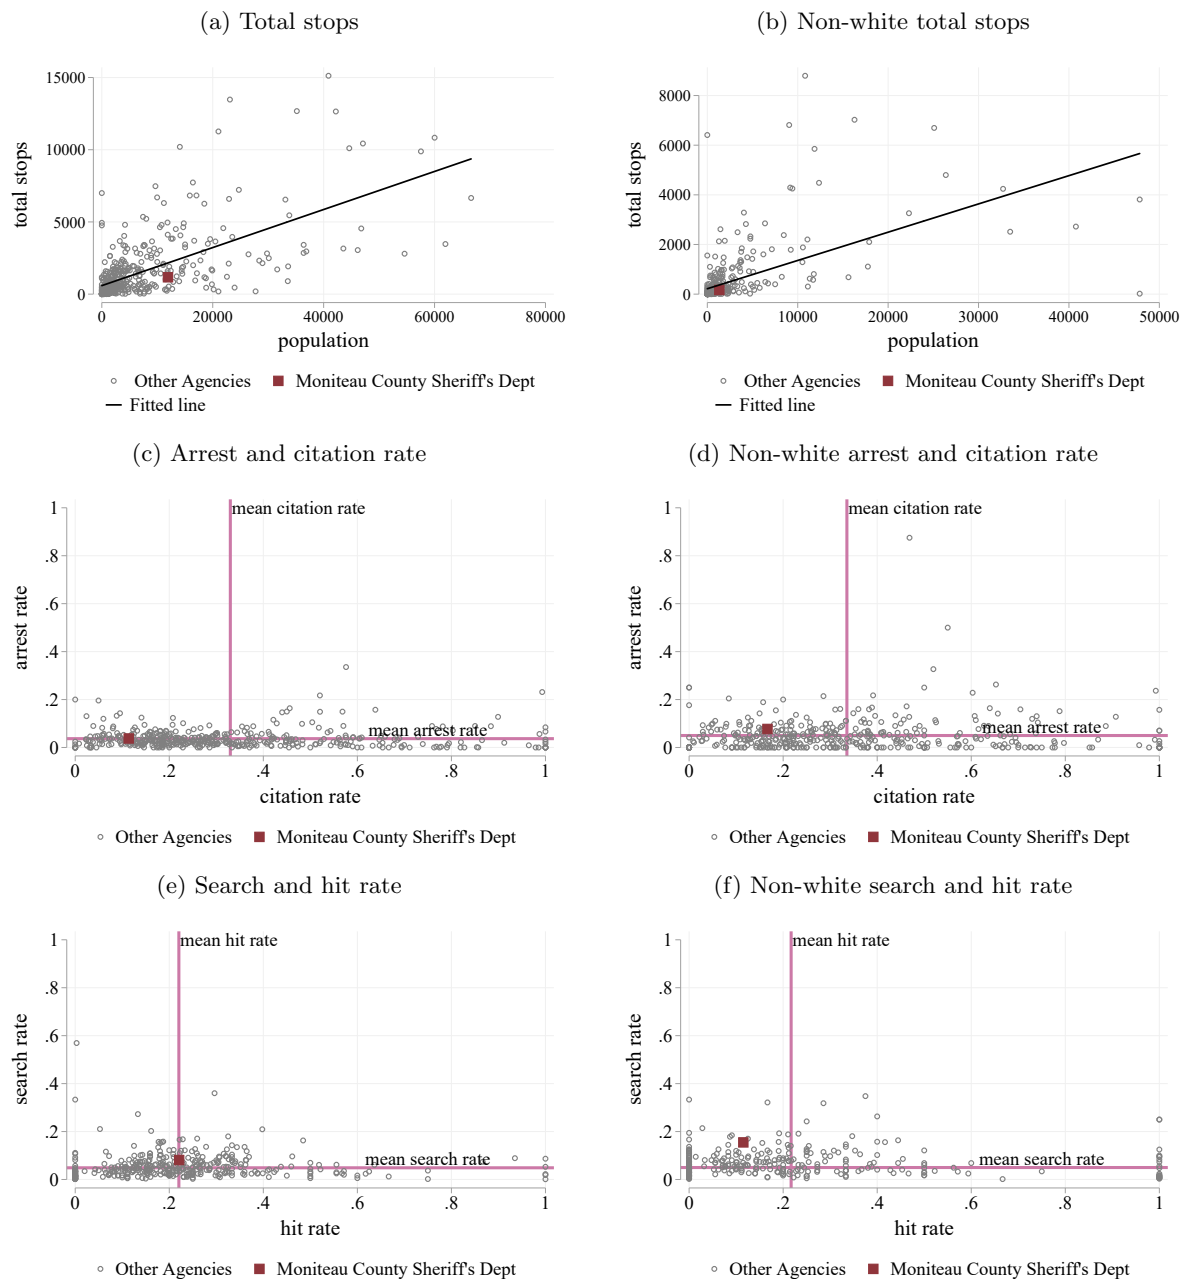 (a) Total stops
15000
10000
5000
0
total stops
0 20000 40000 60000 80000
population
Other Agencies Moniteau County Sheriff's Dept
Fitted line
(b) Non-white total stops
8000
6000
4000
2000
0
total stops
0 10000 20000 30000 40000 50000
population
Other Agencies Moniteau County Sheriff's Dept
Fitted line
(c) Arrest and citation rate
1
.8
.6
.4
.2
0
arrest rate
mean citation rate
mean arrest rate
0 .2 .4 .6 .8 1
citation rate
Other Agencies Moniteau County Sheriff's Dept
(d) Non-white arrest and citation rate
1
.8
.6
.4
.2
0
arrest rate
mean citation rate
mean arrest rate
0 .2 .4 .6 .8 1
citation rate
Other Agencies Moniteau County Sheriff's Dept
(e) Search and hit rate
1
.8
.6
.4
.2
0
search rate
mean hit rate
mean search rate
0 .2 .4 .6 .8 1
hit rate
Other Agencies Moniteau County Sheriff's Dept
(f) Non-white search and hit rate
1
.8
.6
.4
.2
0
search rate
mean hit rate
mean search rate
0 .2 .4 .6 .8 1
hit rate
Other Agencies Moniteau County Sheriff's Dept